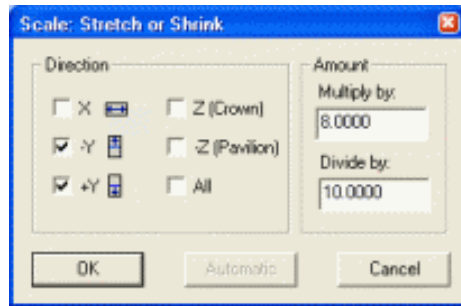 Scale: Stretch or Shrink
Direction
X
Z (Crown)
-Y
-Z (Pavilion)
+Y
All
Amount
Multiply by:
8.0000
Divide by:
10.0000
OK
Automatic
Cancel